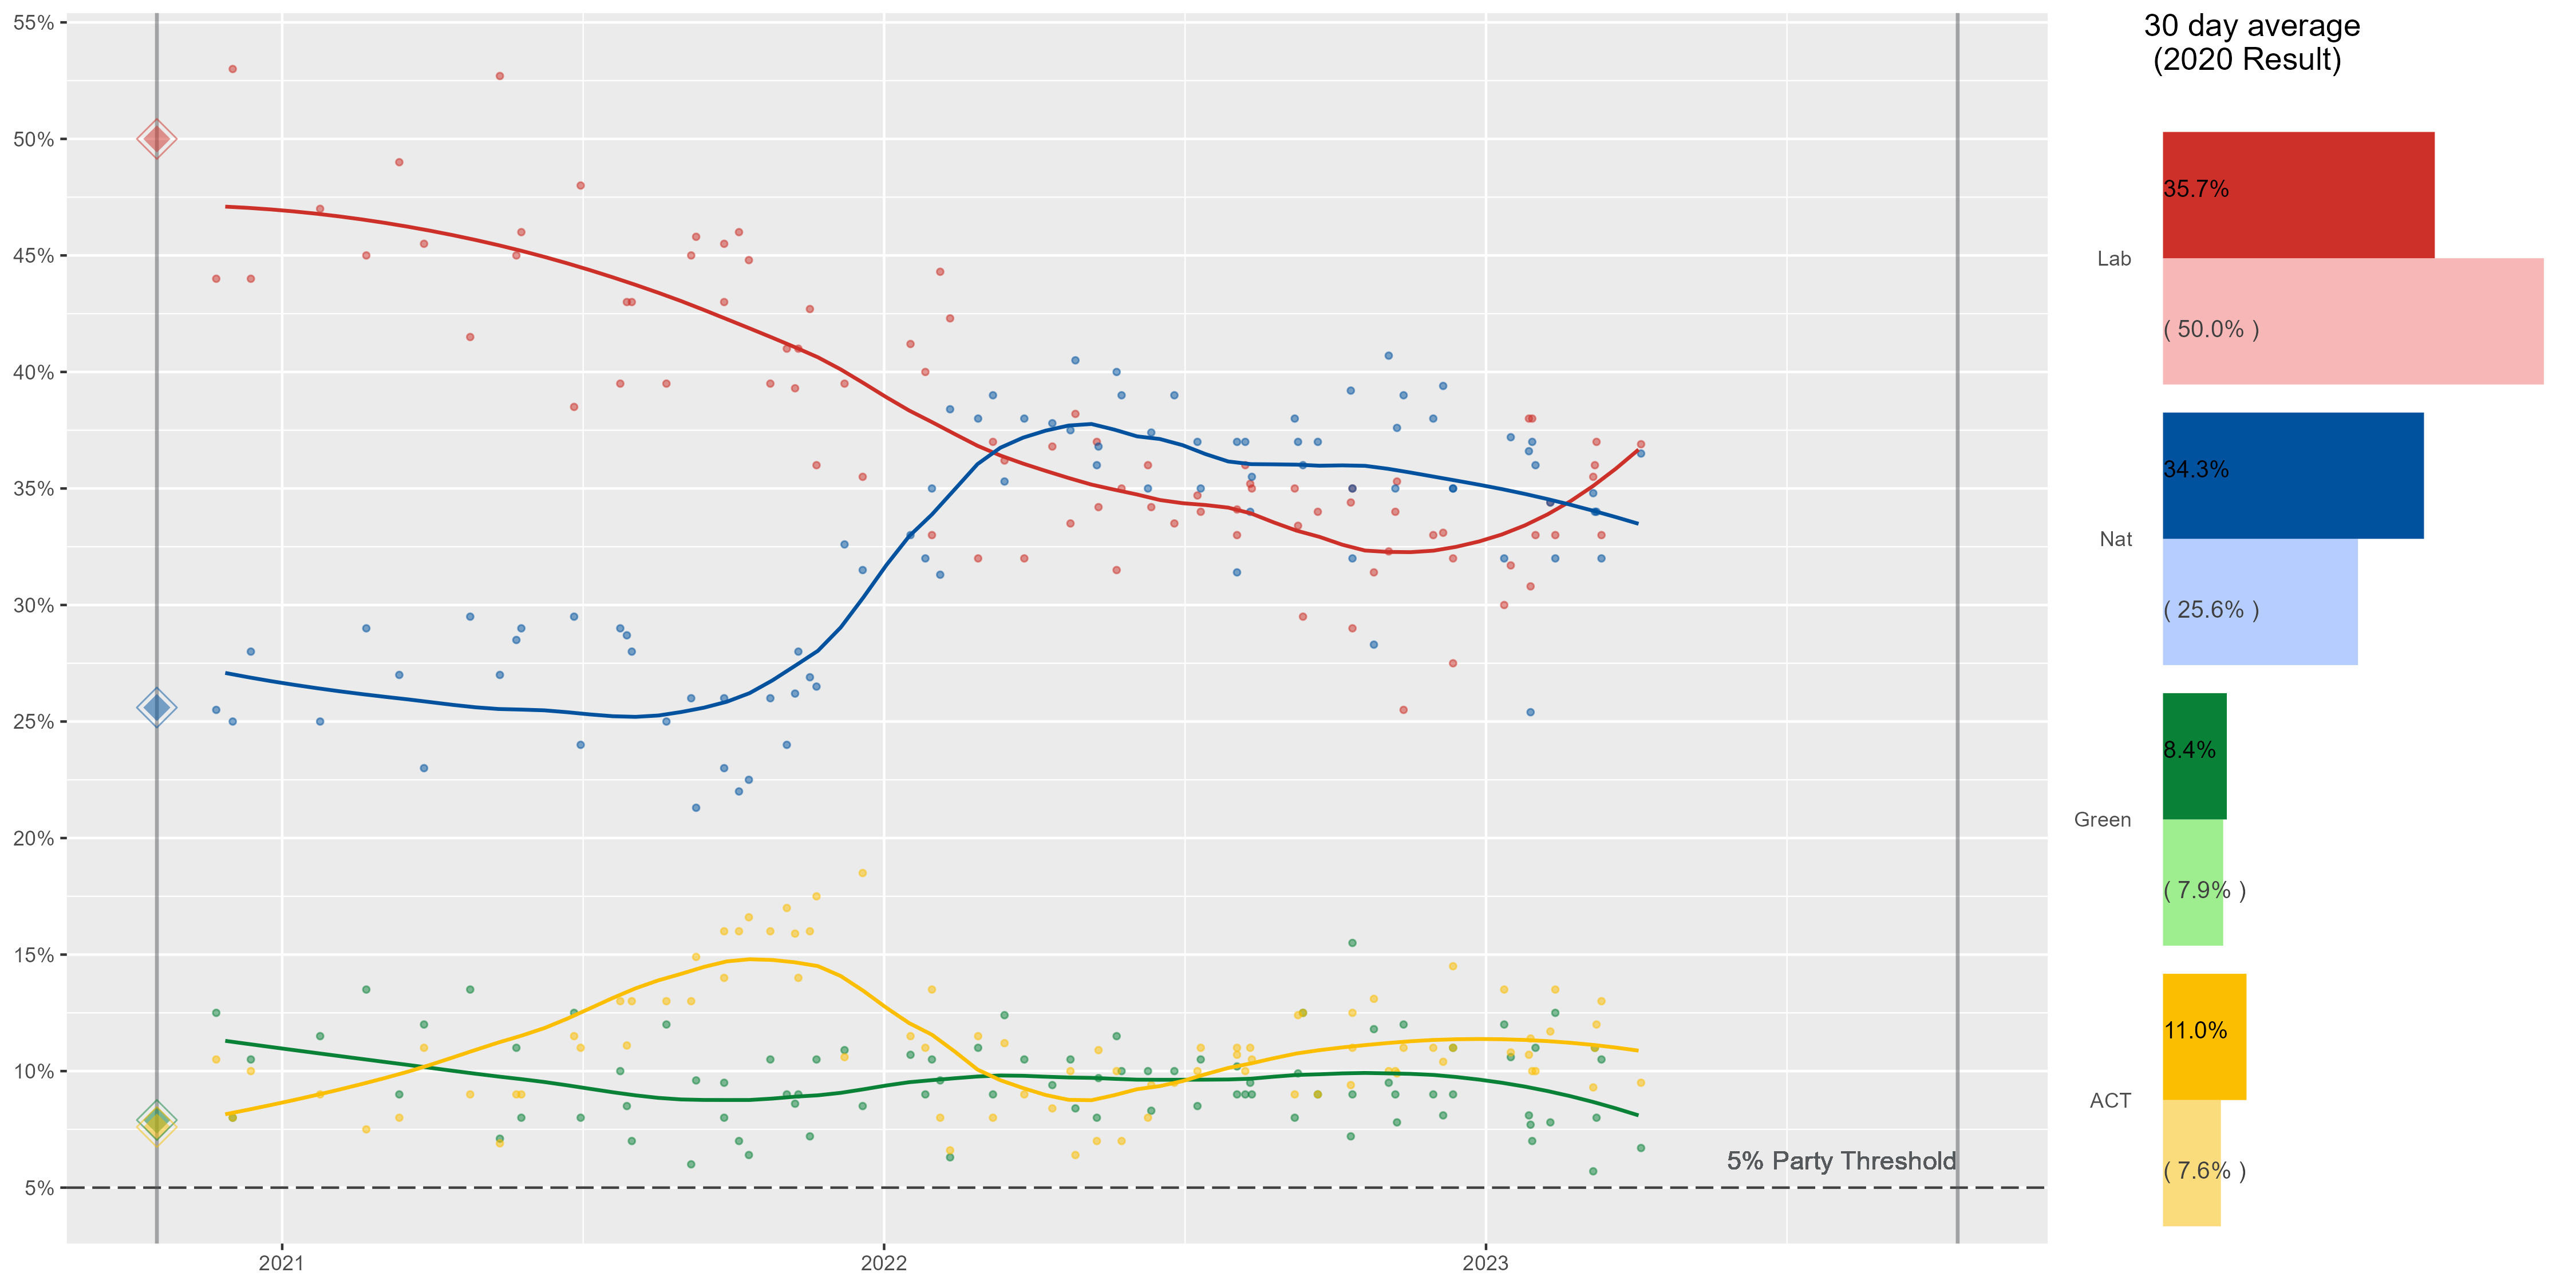 55%
50%
45%
40%
35%
30%
25%
20%
15%
10%
5%
2021
2022
2023
5% Party Threshold
30 day average
(2020 Result)
Lab
35.7%
( 50.0% )
Nat
34.3%
( 25.6% )
Green
8.4%
( 7.9% )
ACT
11.0%
( 7.6% )